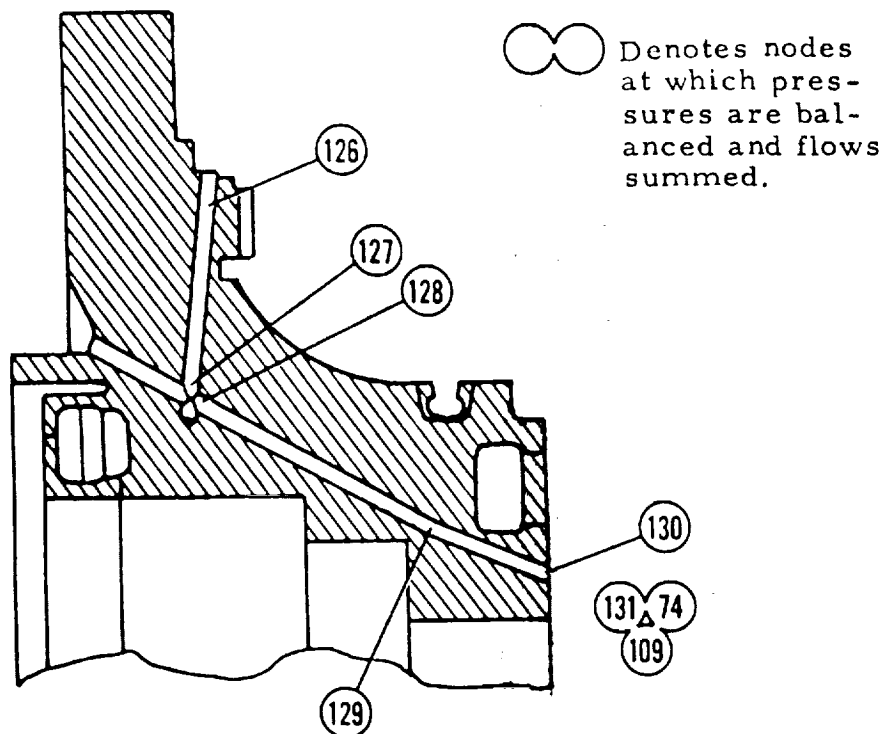 Denotes nodes
at which pres-
sures are bal-
anced and flows
summed.
126
127
128
130
131 74
109
129